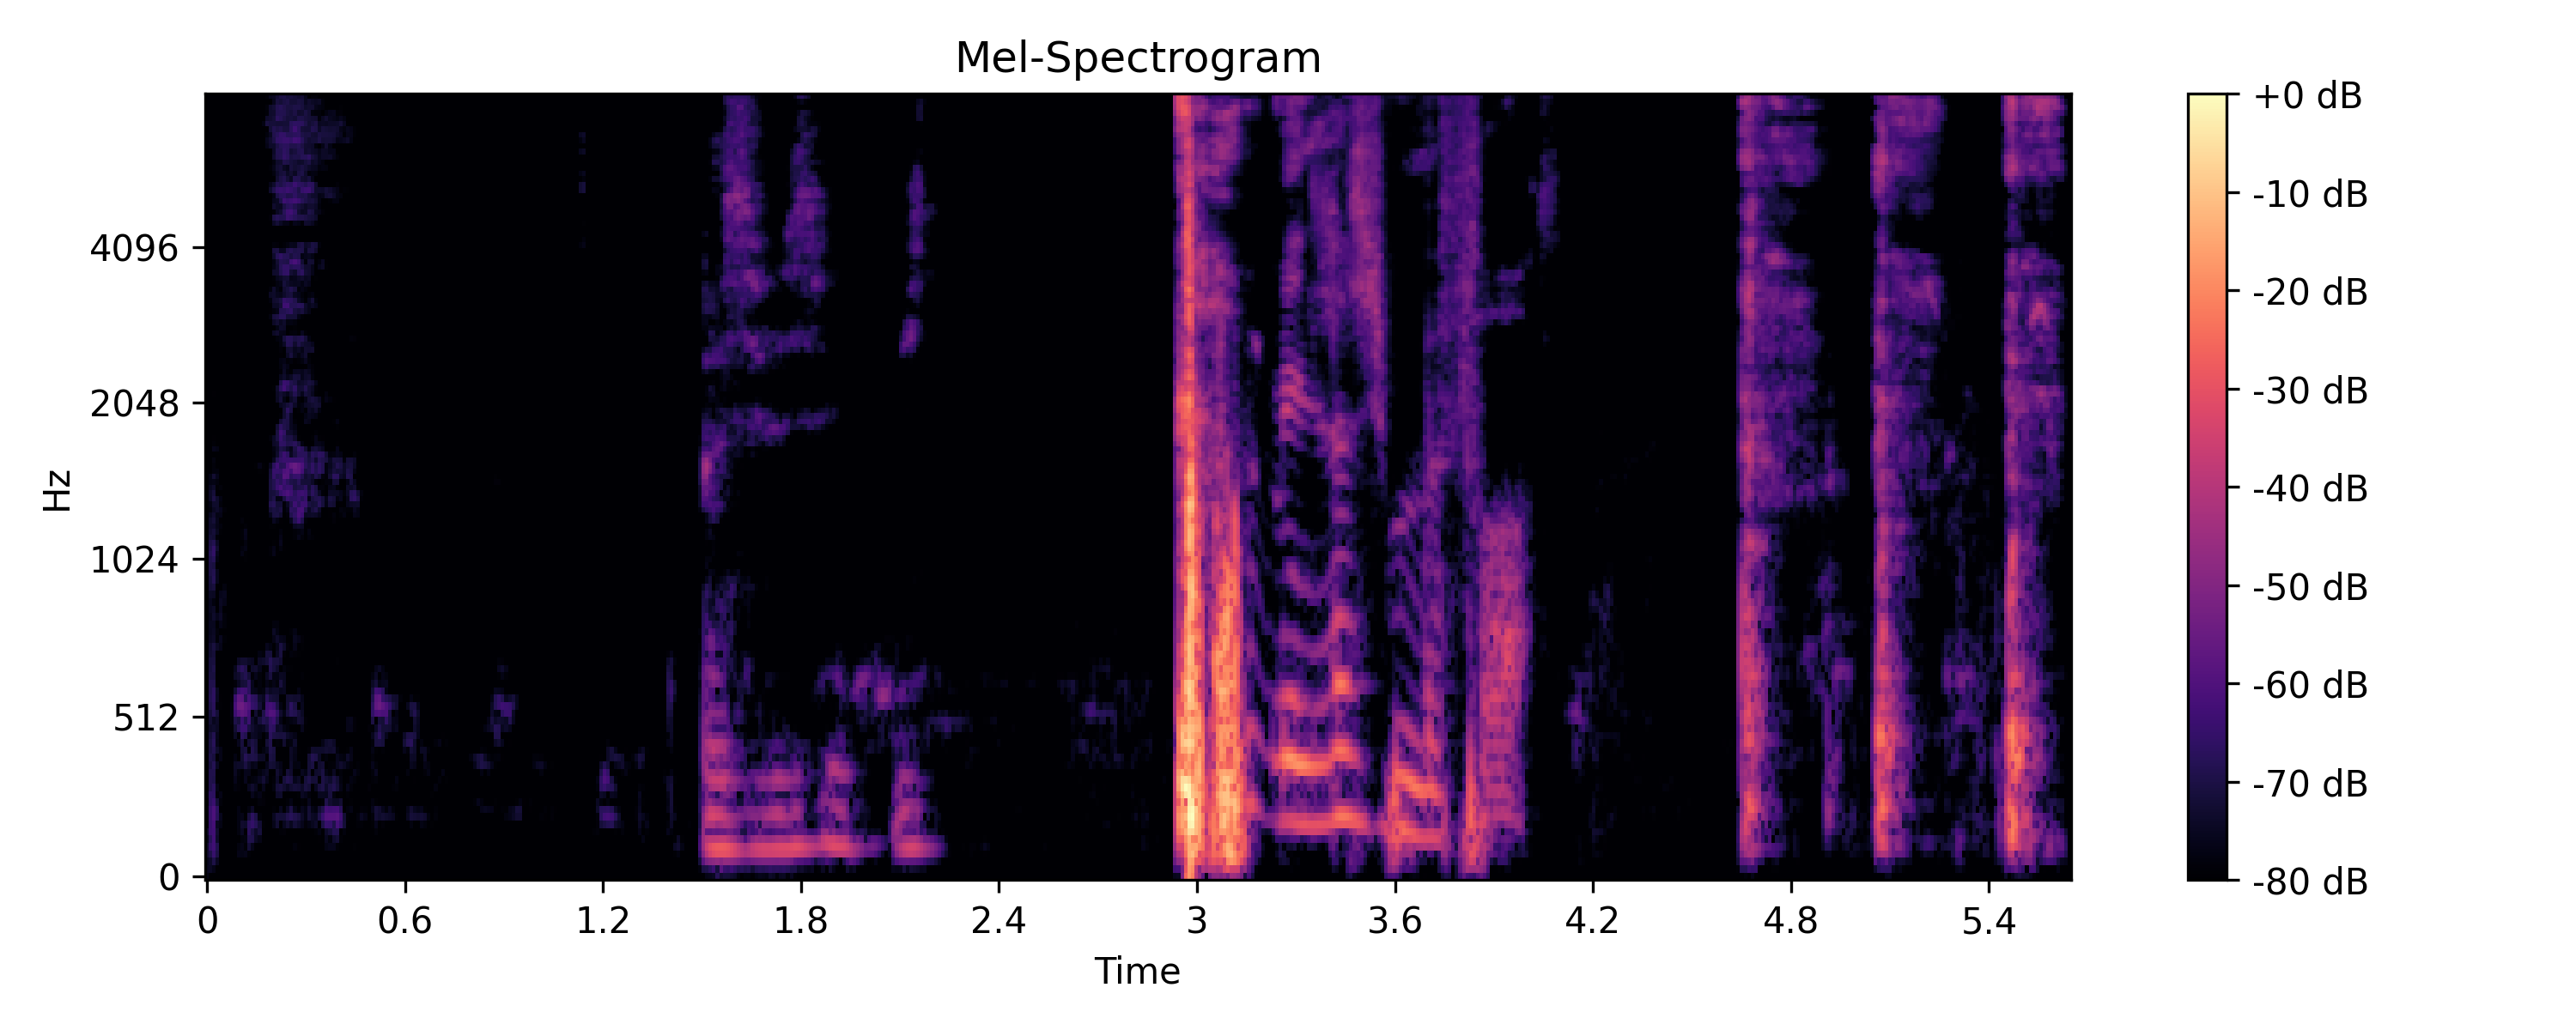 Mel-Spectrogram
+0 dB
-10 dB
-20 dB
-30 dB
-40 dB
-50 dB
-60 dB
-70 dB
-80 dB
Hz
4096
2048
1024
512
0
0 0.6 1.2 1.8 2.4 3 3.6 4.2 4.8 5.4
Time